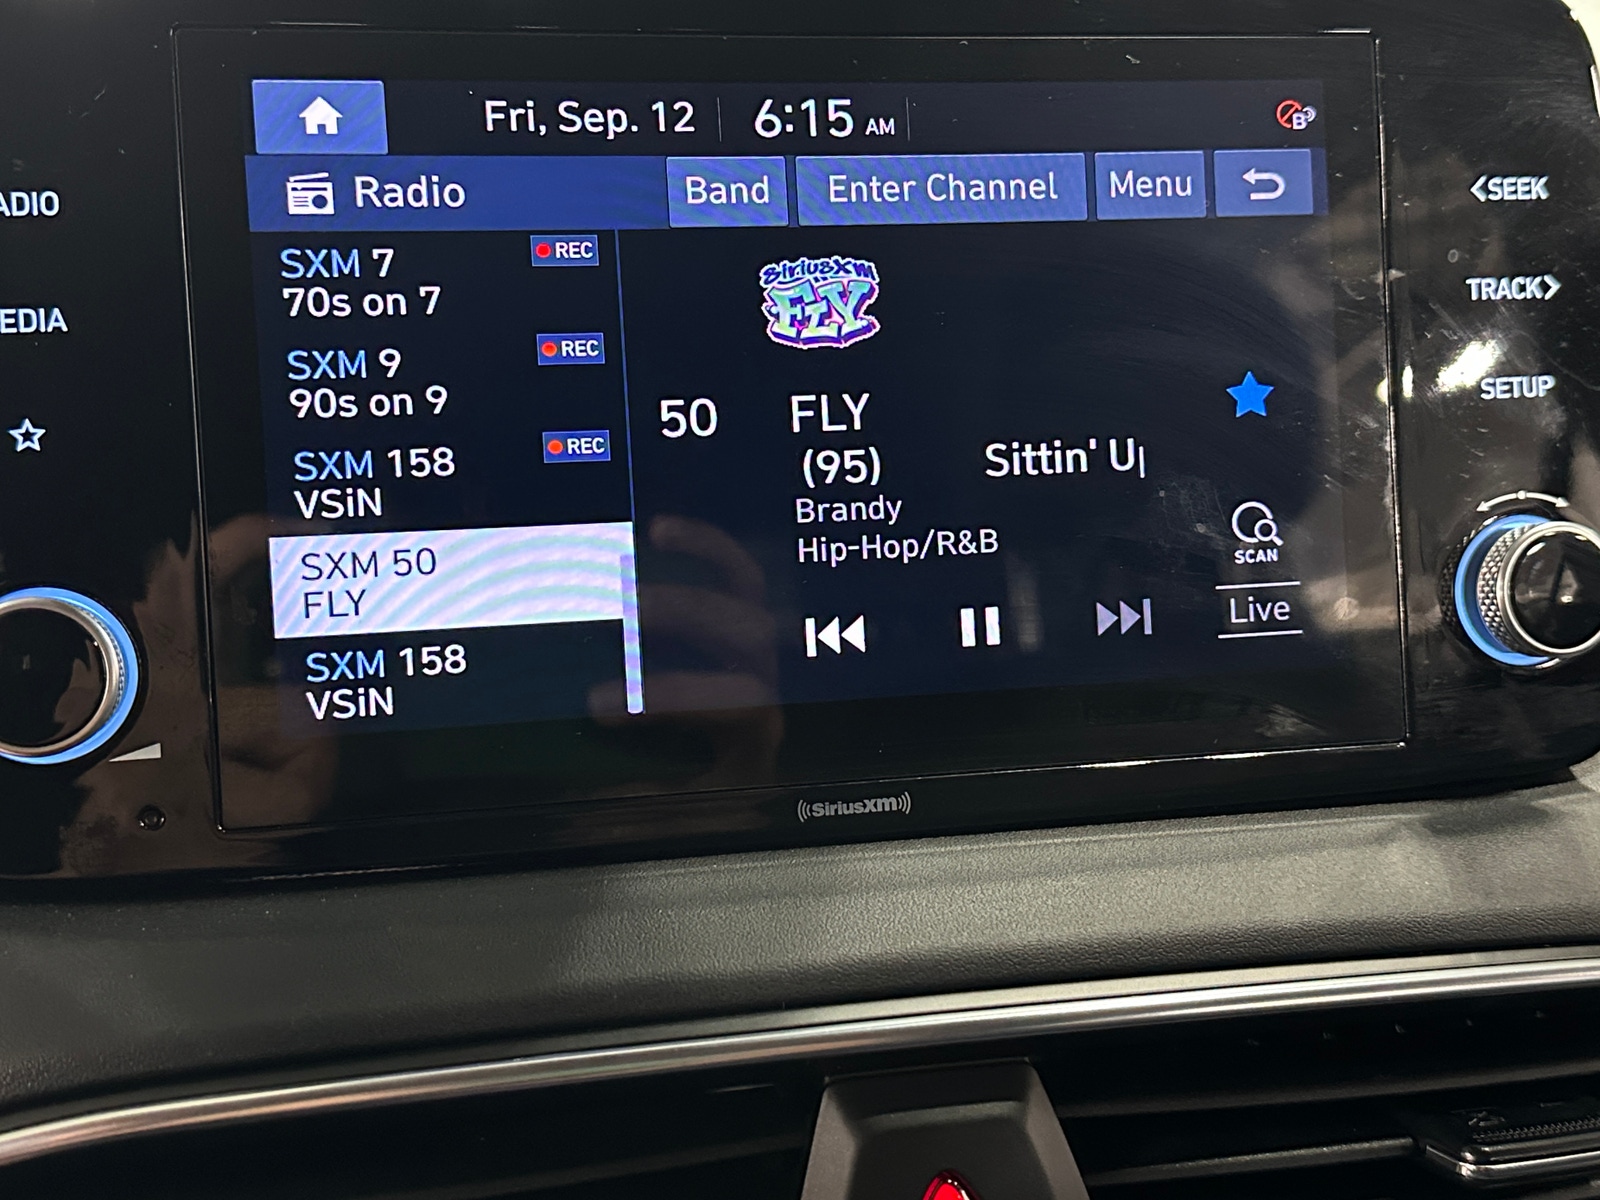 Fri, Sep. 12 6:15 AM
B
Radio Band Enter Channel Menu
SXM 7 REC
70s on 7
SXM 9 REC
90s on 9
SXM 158 REC
VSiN
SXM 50
FLY
SXM 158
VSiN
SiriusXM
FLY
50 FLY
(95) Sittin' U
Brandy
Hip-Hop/R&B
SCAN
Live
ADIO
EDIA
SEEK
TRACK
SETUP
SiriusXM